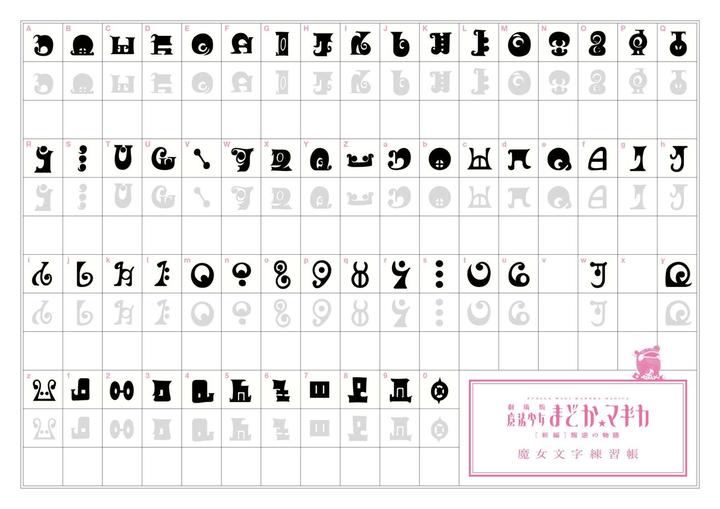 A B C D E F G H I J K L M N O P Q
R S T U V W X Y Z a b c d e f g h
i j k l m n o p q r s t u v w x y
z 1 2 3 4 5 6 7 8 9 0
PUELLA MAGI MADOKA MAGICA
劇場版
魔法少女まどか★マギカ
[新編]叛逆の物語
魔女文字練習帳